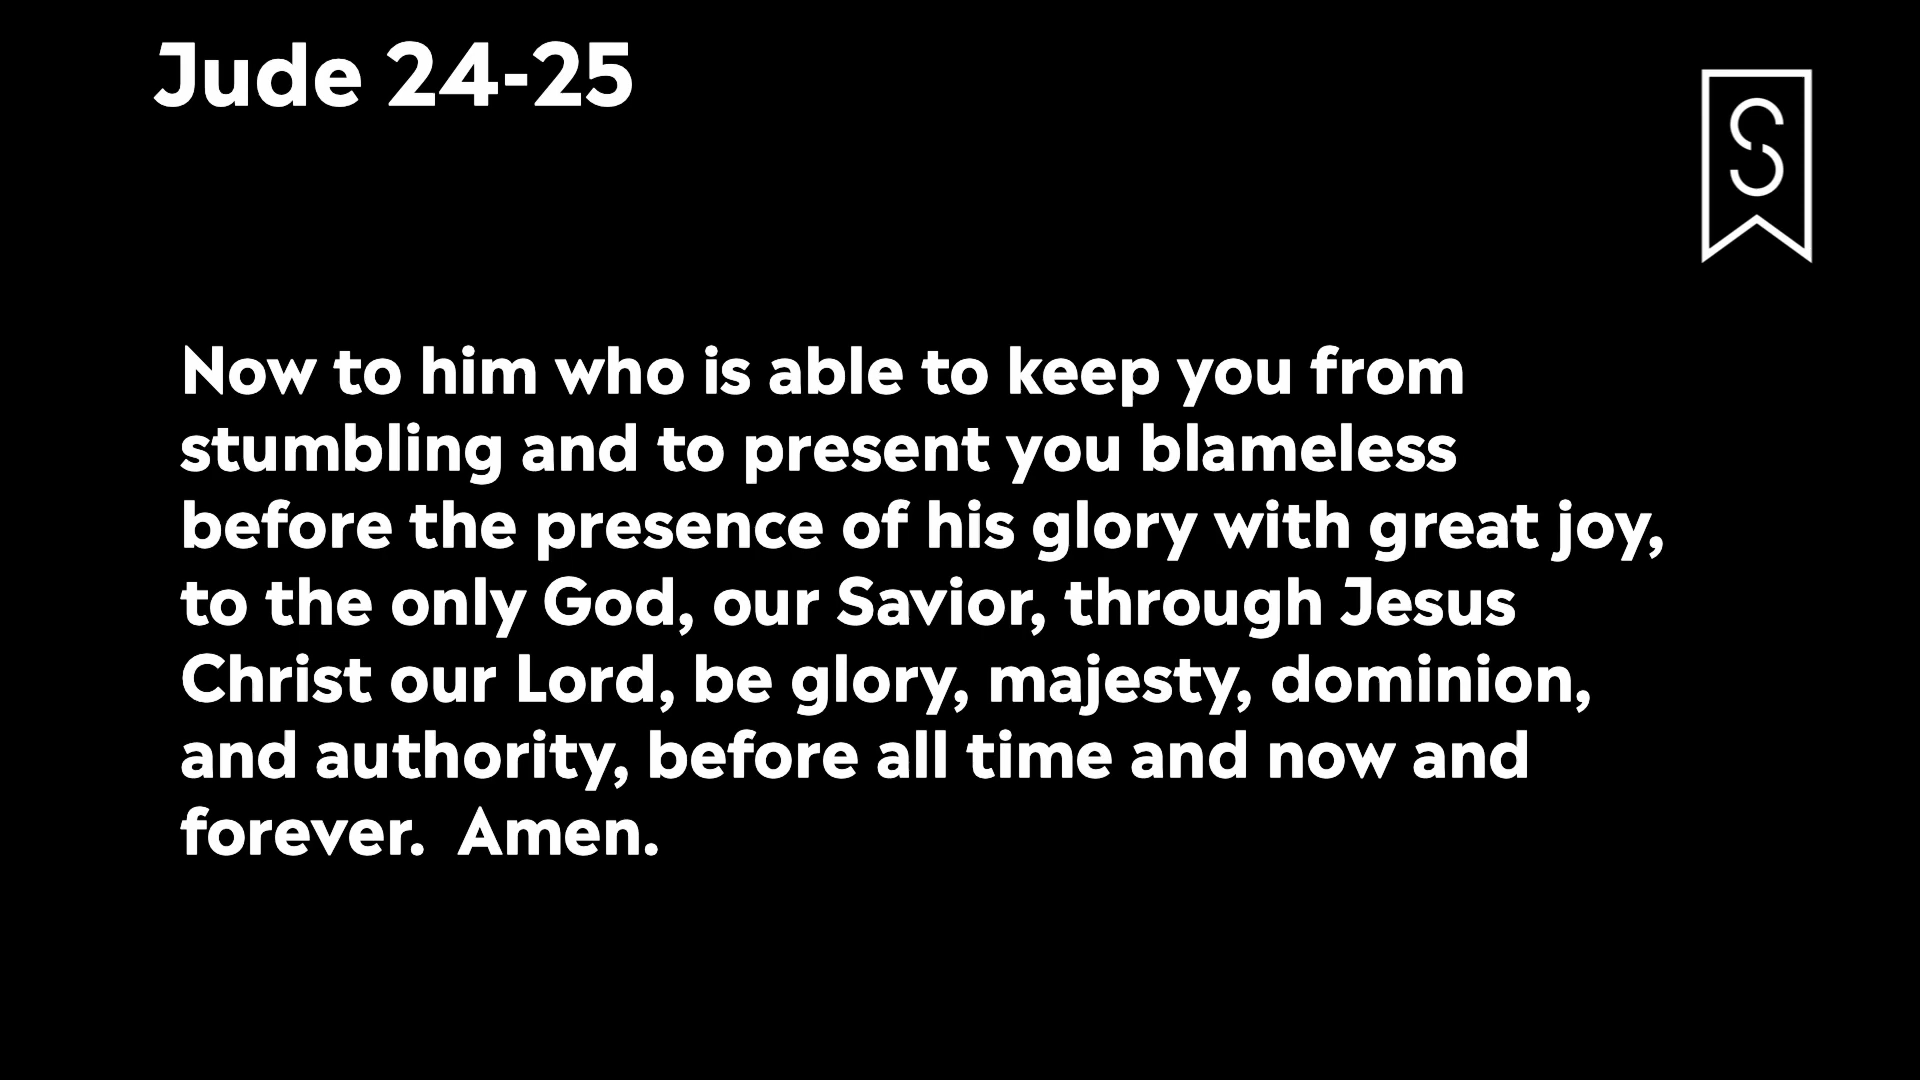 Jude 24-25
S
Now to him who is able to keep you from
stumbling and to present you blameless
before the presence of his glory with great joy,
to the only God, our Savior, through Jesus
Christ our Lord, be glory, majesty, dominion,
and authority, before all time and now and
forever.  Amen.